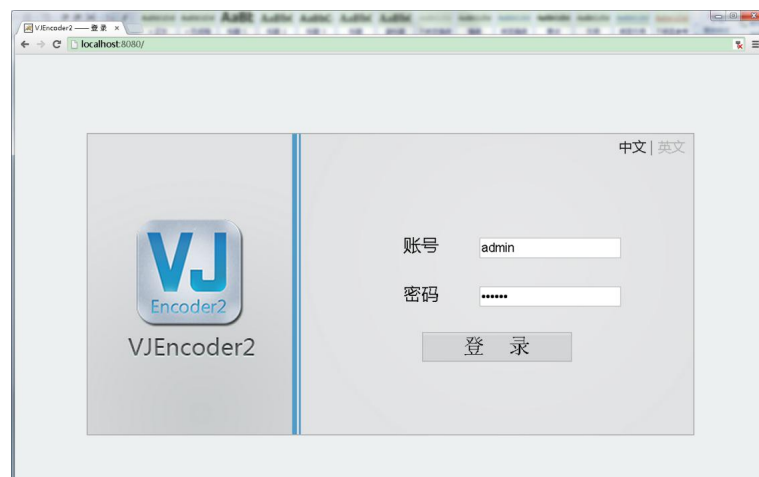 AaBt
VJEncoder2 —— 登 录 ×
localhost:8080/
中文 | 英文
VJ
Encoder2
VJEncoder2
账号
admin
密码
••••••
登 录